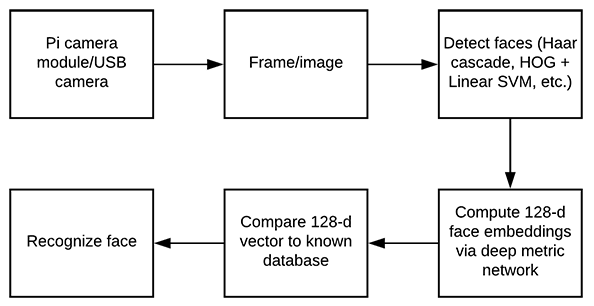 Pi camera
module/USB
camera
Frame/image
Detect faces (Haar
cascade, HOG +
Linear SVM, etc.)
Compute 128-d
face embeddings
via deep metric
network
Compare 128-d
vector to known
database
Recognize face